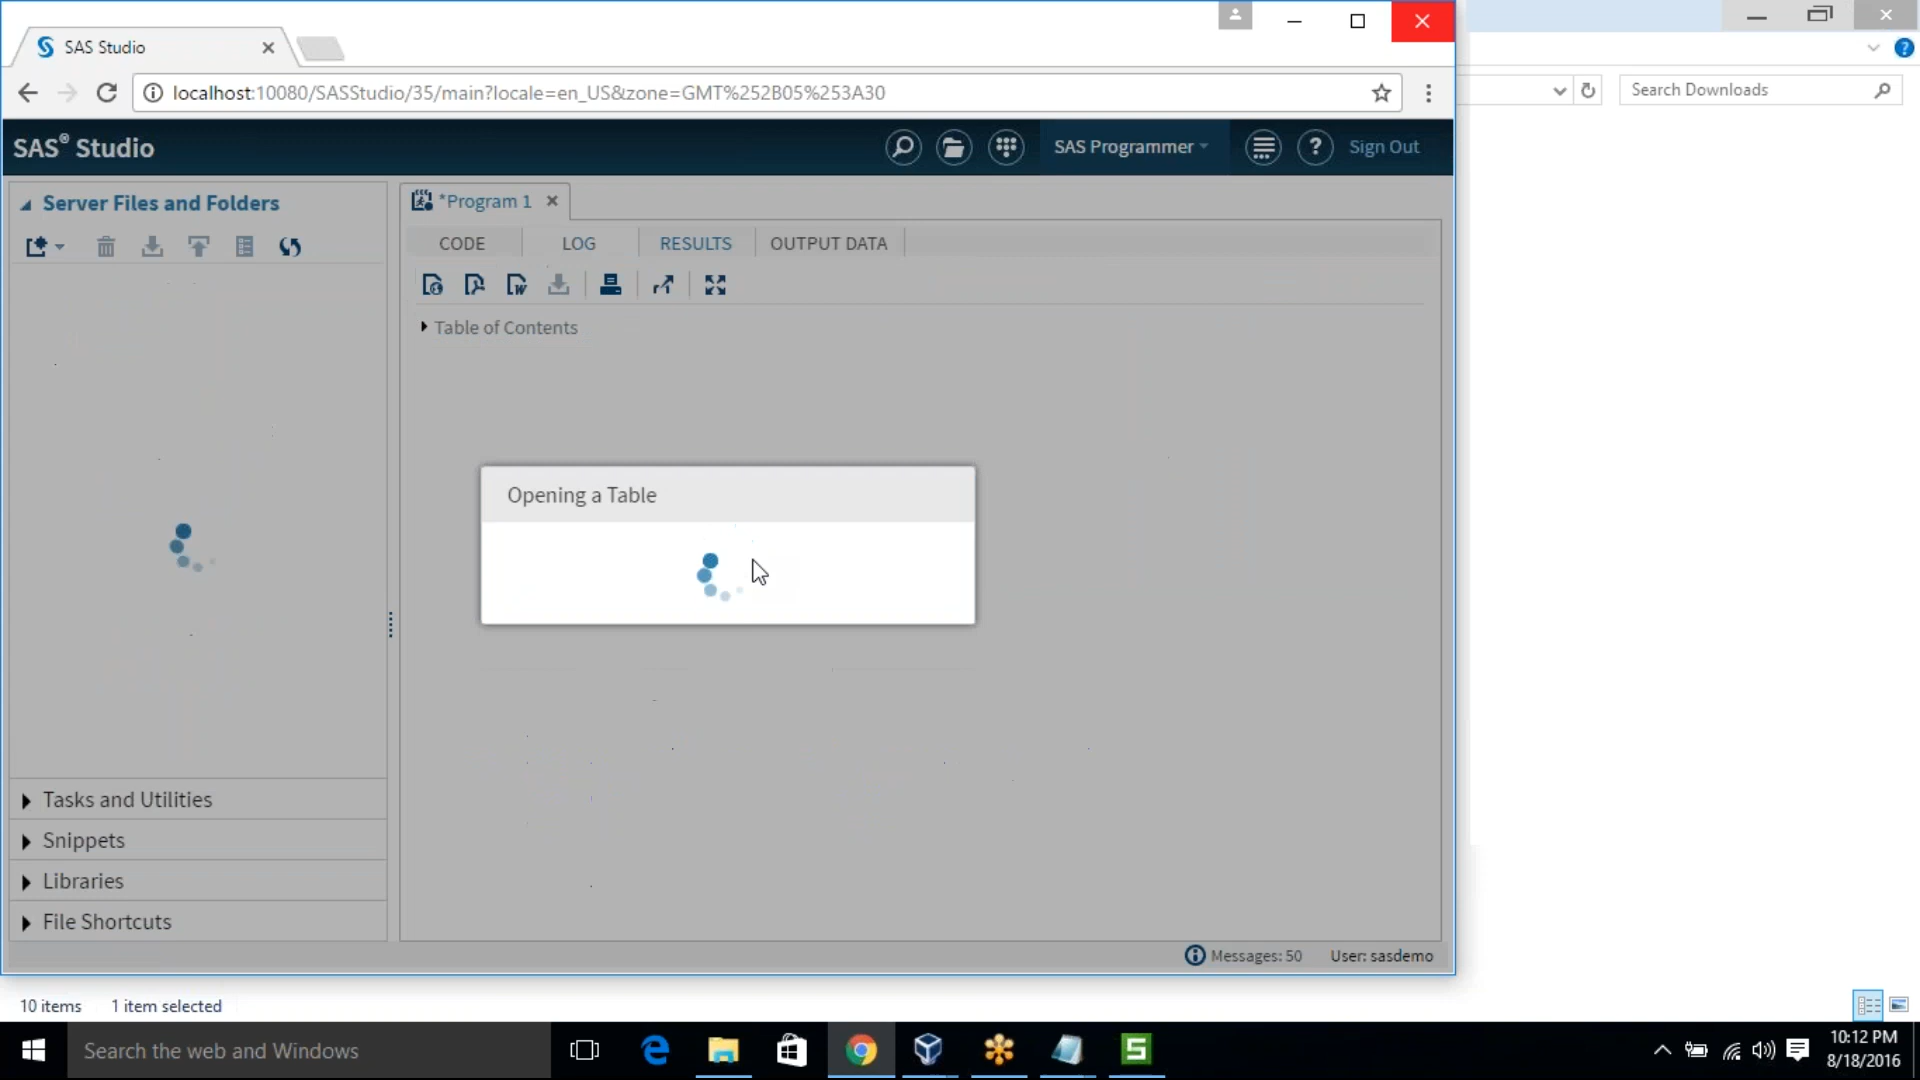 SAS Studio
localhost:10080/SASStudio/35/main?locale=en_US&zone=GMT%252B05%253A30
Search Downloads
SAS® Studio
SAS Programmer
Sign Out
Server Files and Folders
*Program 1
CODE
LOG
RESULTS
OUTPUT DATA
Table of Contents
Opening a Table
Tasks and Utilities
Snippets
Libraries
File Shortcuts
Messages: 50
User: sasdemo
10 items
1 item selected
Search the web and Windows
10:12 PM
8/18/2016